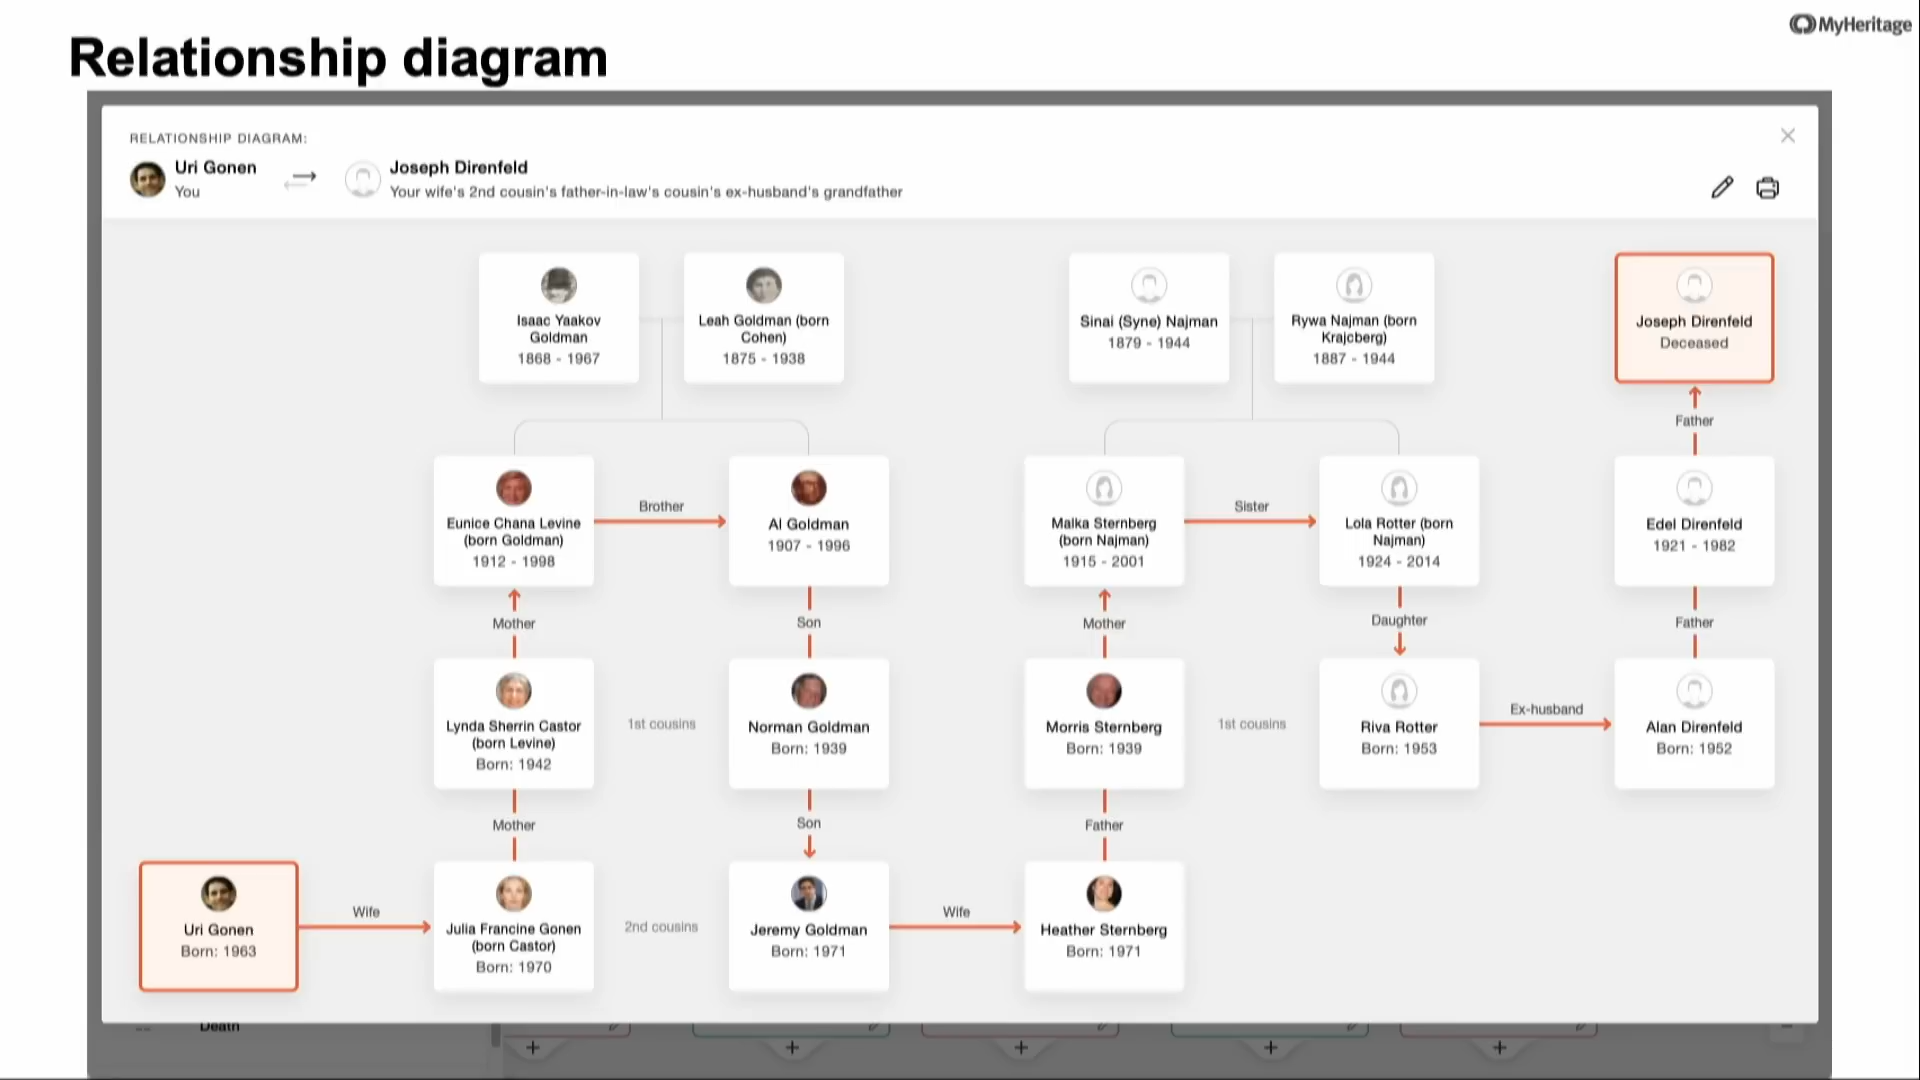 MyHeritage
Relationship diagram
RELATIONSHIP DIAGRAM:
Uri Gonen
You
Joseph Direnfeld
Your wife's 2nd cousin's father-in-law's cousin's ex-husband's grandfather
Isaac Yaakov
Goldman
1868 - 1967
Leah Goldman (born
Cohen)
1875 - 1938
Sinai (Syne) Najman
1879 - 1944
Rywa Najman (born
Krajcberg)
1887 - 1944
Joseph Direnfeld
Deceased
Father
Eunice Chana Levine
(born Goldman)
1912 - 1998
Brother
Al Goldman
1907 - 1996
Malka Sternberg
(born Najman)
1915 - 2001
Sister
Lola Rotter (born
Najman)
1924 - 2014
Edel Direnfeld
1921 - 1982
Mother
Son
Mother
Daughter
Father
Lynda Sherrin Castor
(born Levine)
Born: 1942
1st cousins
Norman Goldman
Born: 1939
Morris Sternberg
Born: 1939
1st cousins
Riva Rotter
Born: 1953
Ex-husband
Alan Direnfeld
Born: 1952
Mother
Son
Father
Uri Gonen
Born: 1963
Wife
Julia Francine Gonen
(born Castor)
Born: 1970
2nd cousins
Jeremy Goldman
Born: 1971
Wife
Heather Sternberg
Born: 1971
Death